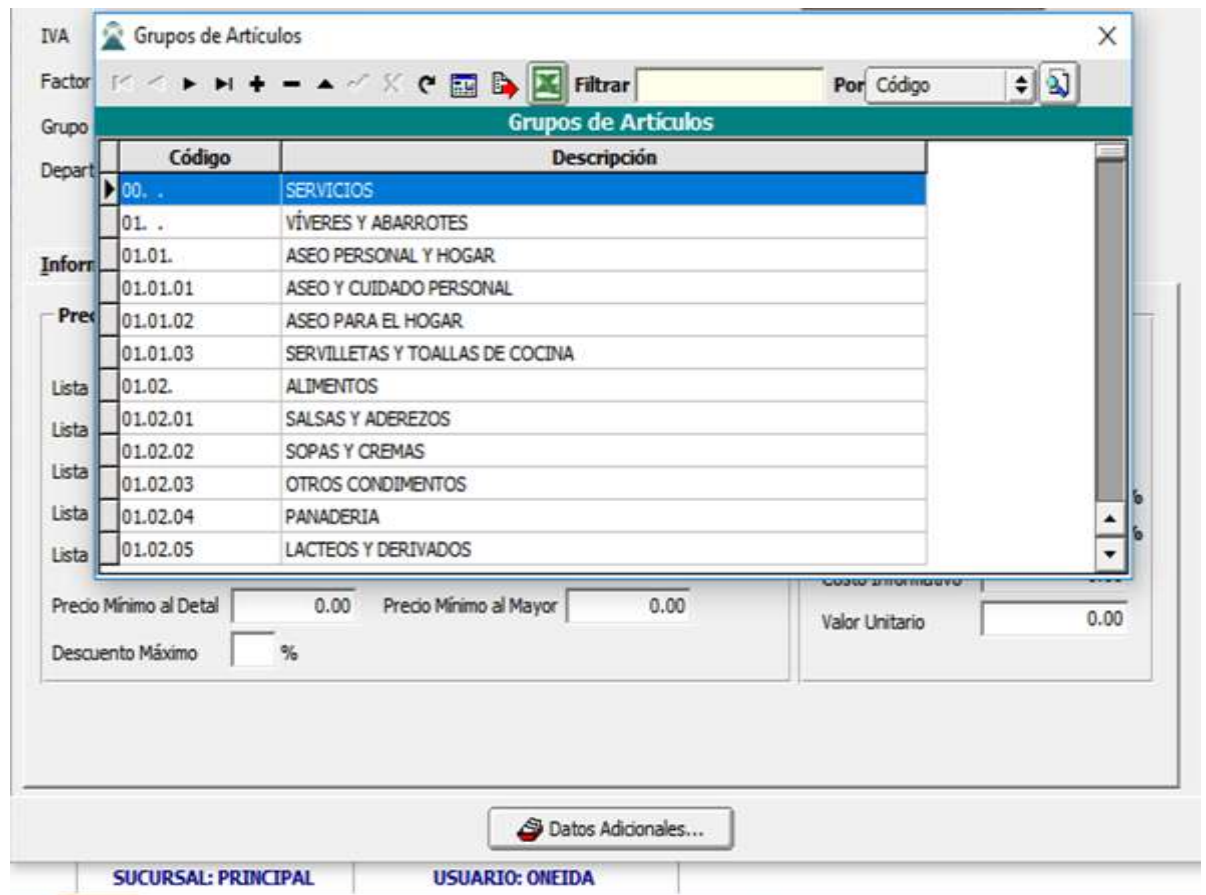 IVA
Grupos de Artículos
Factor
Filtrar
Por Código
Grupo
Grupos de Artículos
Código Descripción
Depart
00. . SERVICIOS
01. . VÍVERES Y ABARROTES
01.01. ASEO PERSONAL Y HOGAR
Inforr
01.01.01 ASEO Y CUIDADO PERSONAL
Prec
01.01.02 ASEO PARA EL HOGAR
01.01.03 SERVILLETAS Y TOALLAS DE COCINA
Lista
01.02. ALIMENTOS
Lista
01.02.01 SALSAS Y ADEREZOS
01.02.02 SOPAS Y CREMAS
Lista
01.02.03 OTROS CONDIMENTOS
%
Lista
01.02.04 PANADERIA
%
Lista
01.02.05 LACTEOS Y DERIVADOS
Costo Informativo
Precio Mínimo al Detal 0.00 Precio Mínimo al Mayor 0.00
Valor Unitario 0.00
Descuento Máximo %
Datos Adicionales...
SUCURSAL: PRINCIPAL USUARIO: ONEIDA